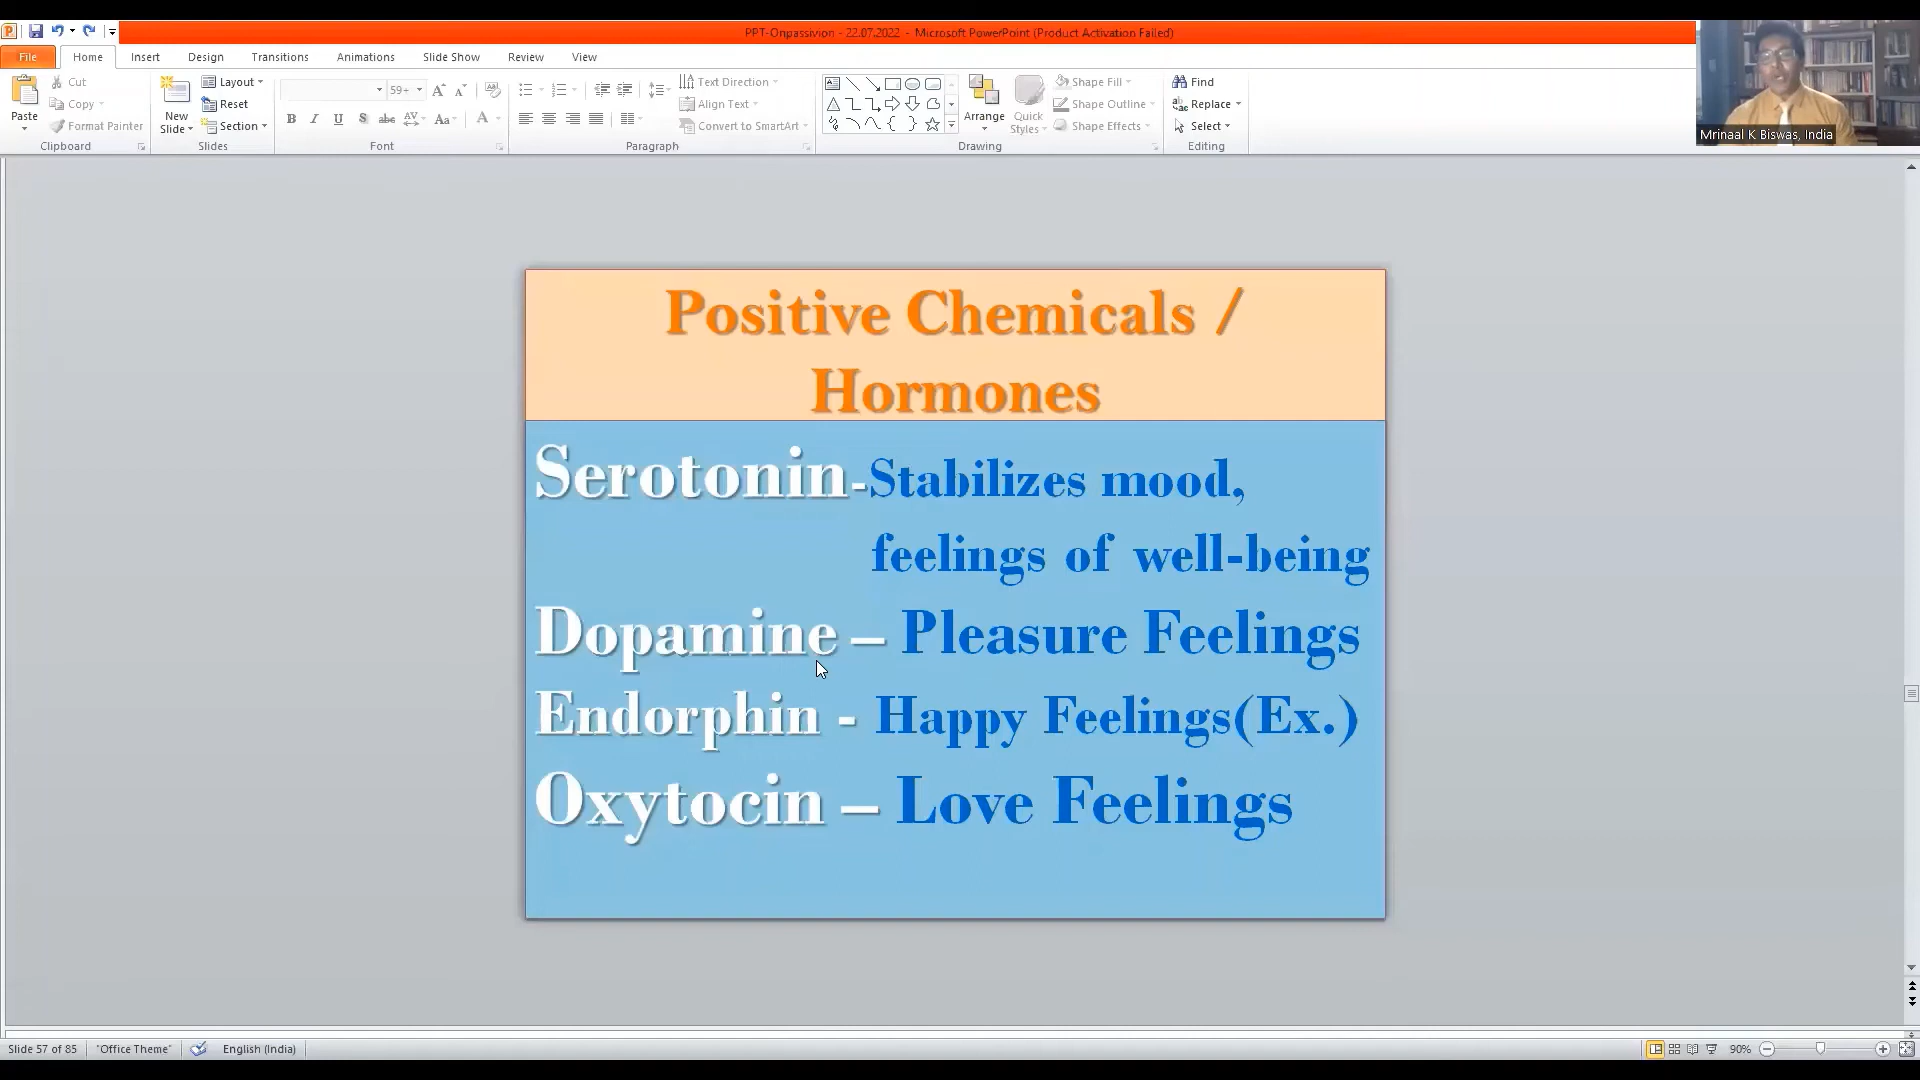 PPT-Onpassivion - 22.07.2022 - Microsoft PowerPoint (Product Activation Failed)
File Home Insert Design Transitions Animations Slide Show Review View
Paste
Cut
Copy
Format Painter
Clipboard
New
Slide
Layout
Reset
Section
Slides
59+
B I U S abc AV Aa A
Font
Text Direction
Align Text
Convert to SmartArt
Paragraph
Arrange
Quick
Styles
Shape Fill
Shape Outline
Shape Effects
Drawing
Find
Replace
Select
Editing
Mrinaal K Biswas, India
Positive Chemicals /
Hormones
Serotonin-Stabilizes mood,
feelings of well-being
Dopamine – Pleasure Feelings
Endorphin - Happy Feelings(Ex.)
Oxytocin – Love Feelings
Slide 57 of 85 "Office Theme" English (India) 90%